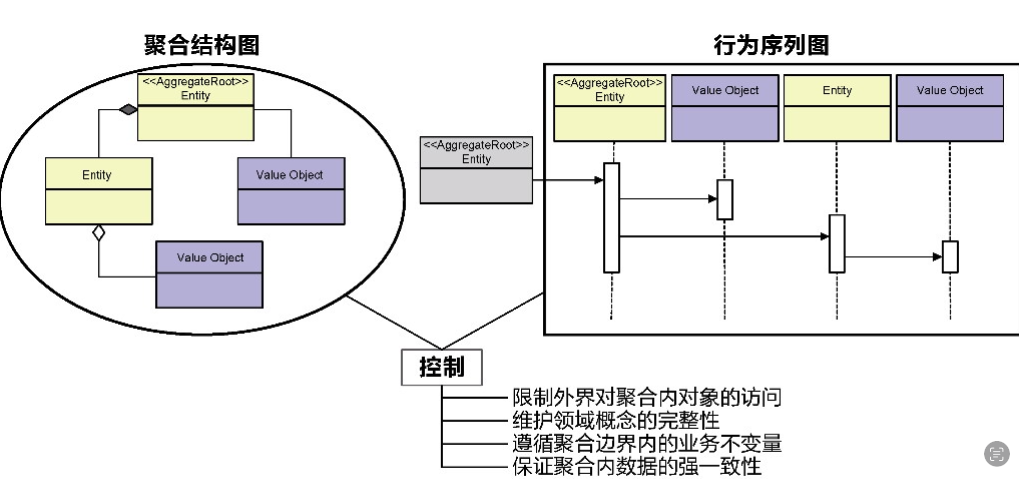 聚合结构图
行为序列图
<<AggregateRoot>>
Entity
Entity
Value Object
Value Object
<<AggregateRoot>>
Entity
<<AggregateRoot>>
Entity
Value Object
Entity
Value Object
控制
限制外界对聚合内对象的访问
维护领域概念的完整性
遵循聚合边界内的业务不变量
保证聚合内数据的强一致性